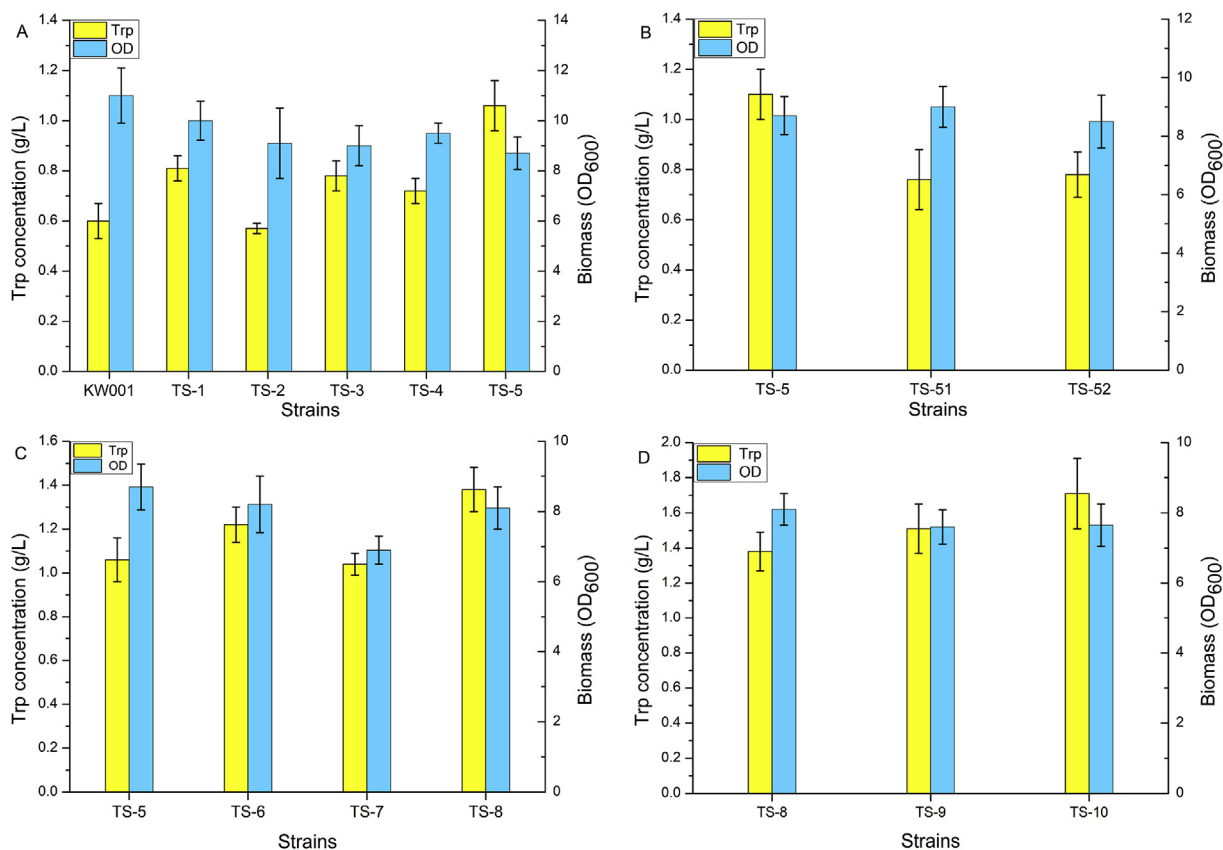 A
Trp
OD
Trp concentation (g/L)
0.0
0.2
0.4
0.6
0.8
1.0
1.2
1.4
Biomass (OD600)
0
2
4
6
8
10
12
14
KW001 TS-1 TS-2 TS-3 TS-4 TS-5
Strains
B
Trp
OD
Trp concentration (g/L)
0.0
0.2
0.4
0.6
0.8
1.0
1.2
1.4
Biomass (OD600)
0
2
4
6
8
10
12
TS-5 TS-51 TS-52
Strains
C
Trp
OD
Trp concentration (g/L)
0.0
0.2
0.4
0.6
0.8
1.0
1.2
1.4
1.6
Biomass (OD600)
0
2
4
6
8
10
TS-5 TS-6 TS-7 TS-8
Strains
D
Trp
OD
Trp concentration (g/L)
0.0
0.2
0.4
0.6
0.8
1.0
1.2
1.4
1.6
1.8
2.0
Biomass (OD600)
0
2
4
6
8
10
TS-8 TS-9 TS-10
Strains